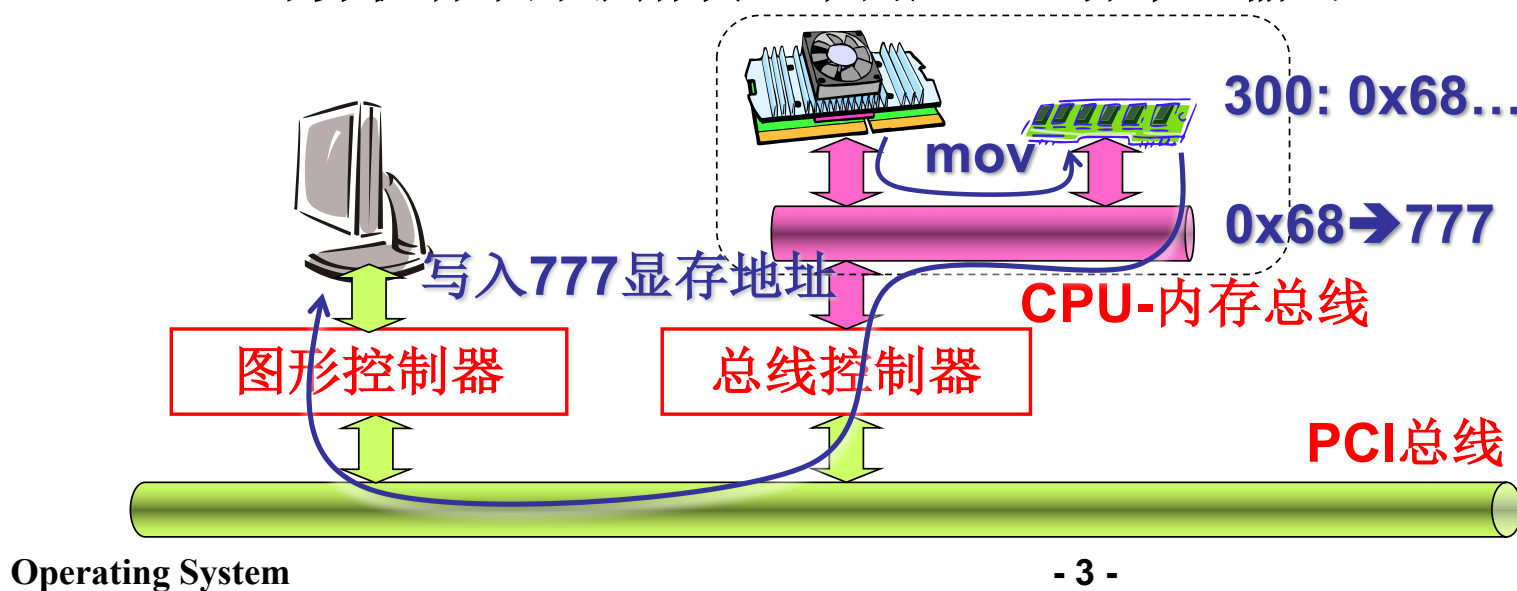 300: 0x68…
mov
0x68➔777
写入777显存地址
CPU-内存总线
图形控制器
总线控制器
PCI总线
Operating System
- 3 -